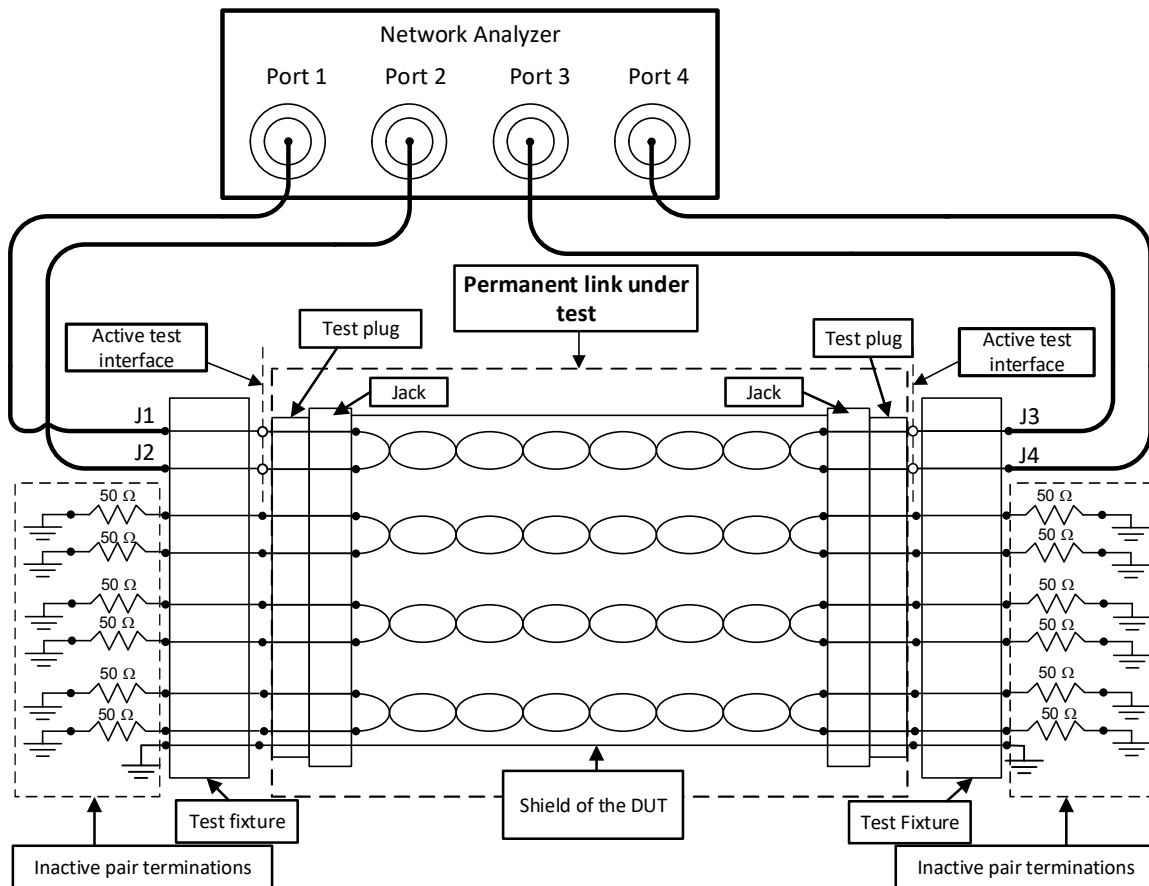 Network Analyzer
Port 1
Port 2
Port 3
Port 4
Permanent link under
test
Test plug
Test plug
Active test
interface
Active test
interface
Jack
Jack
J1
J2
J3
J4
50 Ω
50 Ω
50 Ω
50 Ω
50 Ω
50 Ω
50 Ω
50 Ω
50 Ω
50 Ω
50 Ω
50 Ω
Shield of the DUT
Test fixture
Test Fixture
Inactive pair terminations
Inactive pair terminations